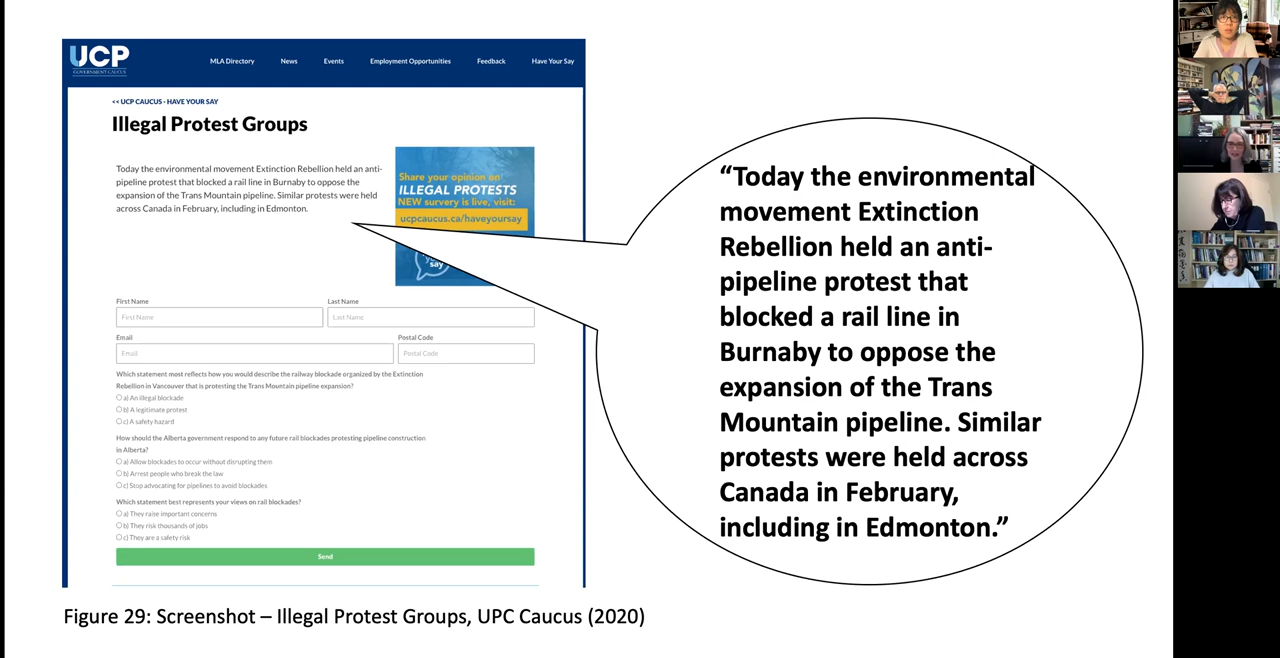 UCP
GOVERNMENT CAUCUS
MLA Directory News Events Employment Opportunities Feedback Have Your Say
<< UCP CAUCUS - HAVE YOUR SAY
Illegal Protest Groups
Today the environmental movement Extinction Rebellion held an anti-
pipeline protest that blocked a rail line in Burnaby to oppose the
expansion of the Trans Mountain pipeline. Similar protests were held
across Canada in February, including in Edmonton.
Share your opinion on
ILLEGAL PROTESTS
NEW survery is live, visit:
ucpcaucus.ca/haveyoursay
say
First Name Last Name
First Name Last Name
Email Postal Code
Email Postal Code
Which statement most reflects how you would describe the railway blockade organized by the Extinction
Rebellion in Vancouver that is protesting the Trans Mountain pipeline expansion?
a) An illegal blockade
b) A legitimate protest
c) A safety hazard
How should the Alberta government respond to any future rail blockades protesting pipeline construction
in Alberta?
a) Allow blockades to occur without disrupting them
b) Arrest people who break the law
c) Stop advocating for pipelines to avoid blockades
Which statement best represents your views on rail blockades?
a) They raise important concerns
b) They risk thousands of jobs
c) They are a safety risk
Send
“Today the environmental
movement Extinction
Rebellion held an anti-
pipeline protest that
blocked a rail line in
Burnaby to oppose the
expansion of the Trans
Mountain pipeline. Similar
protests were held across
Canada in February,
including in Edmonton.”
Figure 29: Screenshot – Illegal Protest Groups, UPC Caucus (2020)